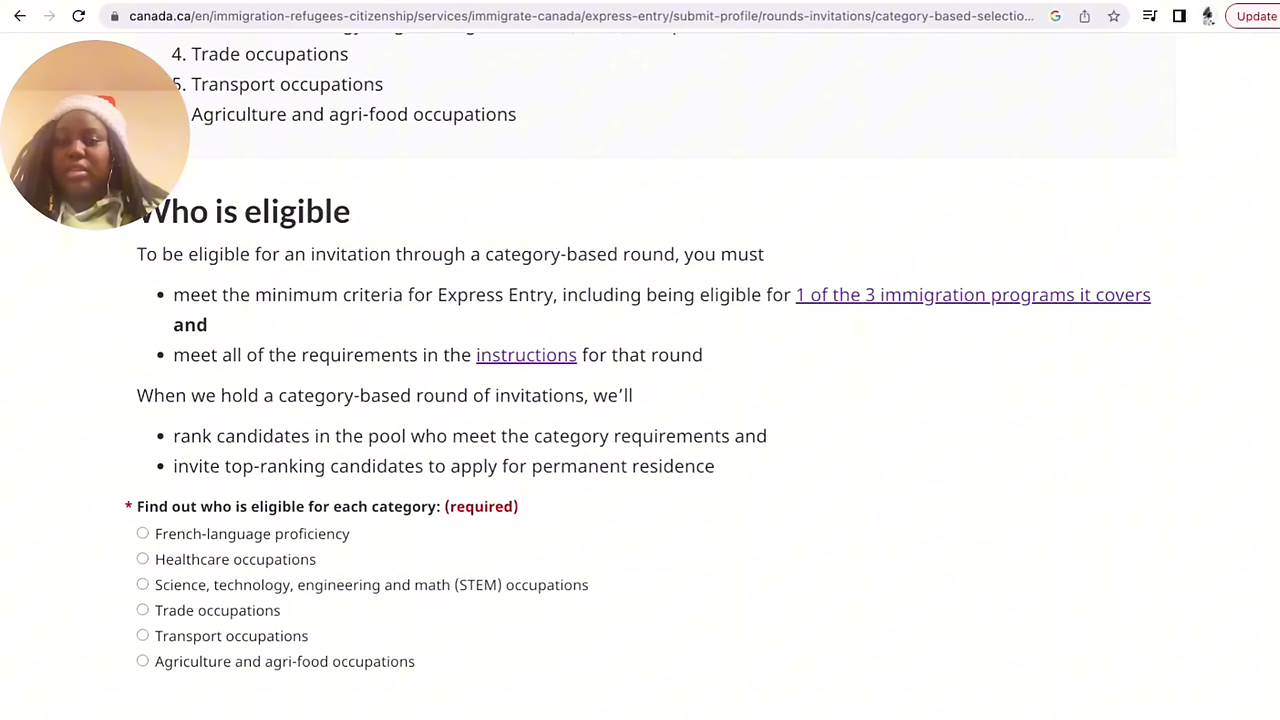 canada.ca/en/immigration-refugees-citizenship/services/immigrate-canada/express-entry/submit-profile/rounds-invitations/category-based-selectio...
Update
4. Trade occupations
5. Transport occupations
Agriculture and agri-food occupations
Who is eligible
To be eligible for an invitation through a category-based round, you must
• meet the minimum criteria for Express Entry, including being eligible for 1 of the 3 immigration programs it covers
and
• meet all of the requirements in the instructions for that round
When we hold a category-based round of invitations, we’ll
• rank candidates in the pool who meet the category requirements and
• invite top-ranking candidates to apply for permanent residence
* Find out who is eligible for each category: (required)
French-language proficiency
Healthcare occupations
Science, technology, engineering and math (STEM) occupations
Trade occupations
Transport occupations
Agriculture and agri-food occupations